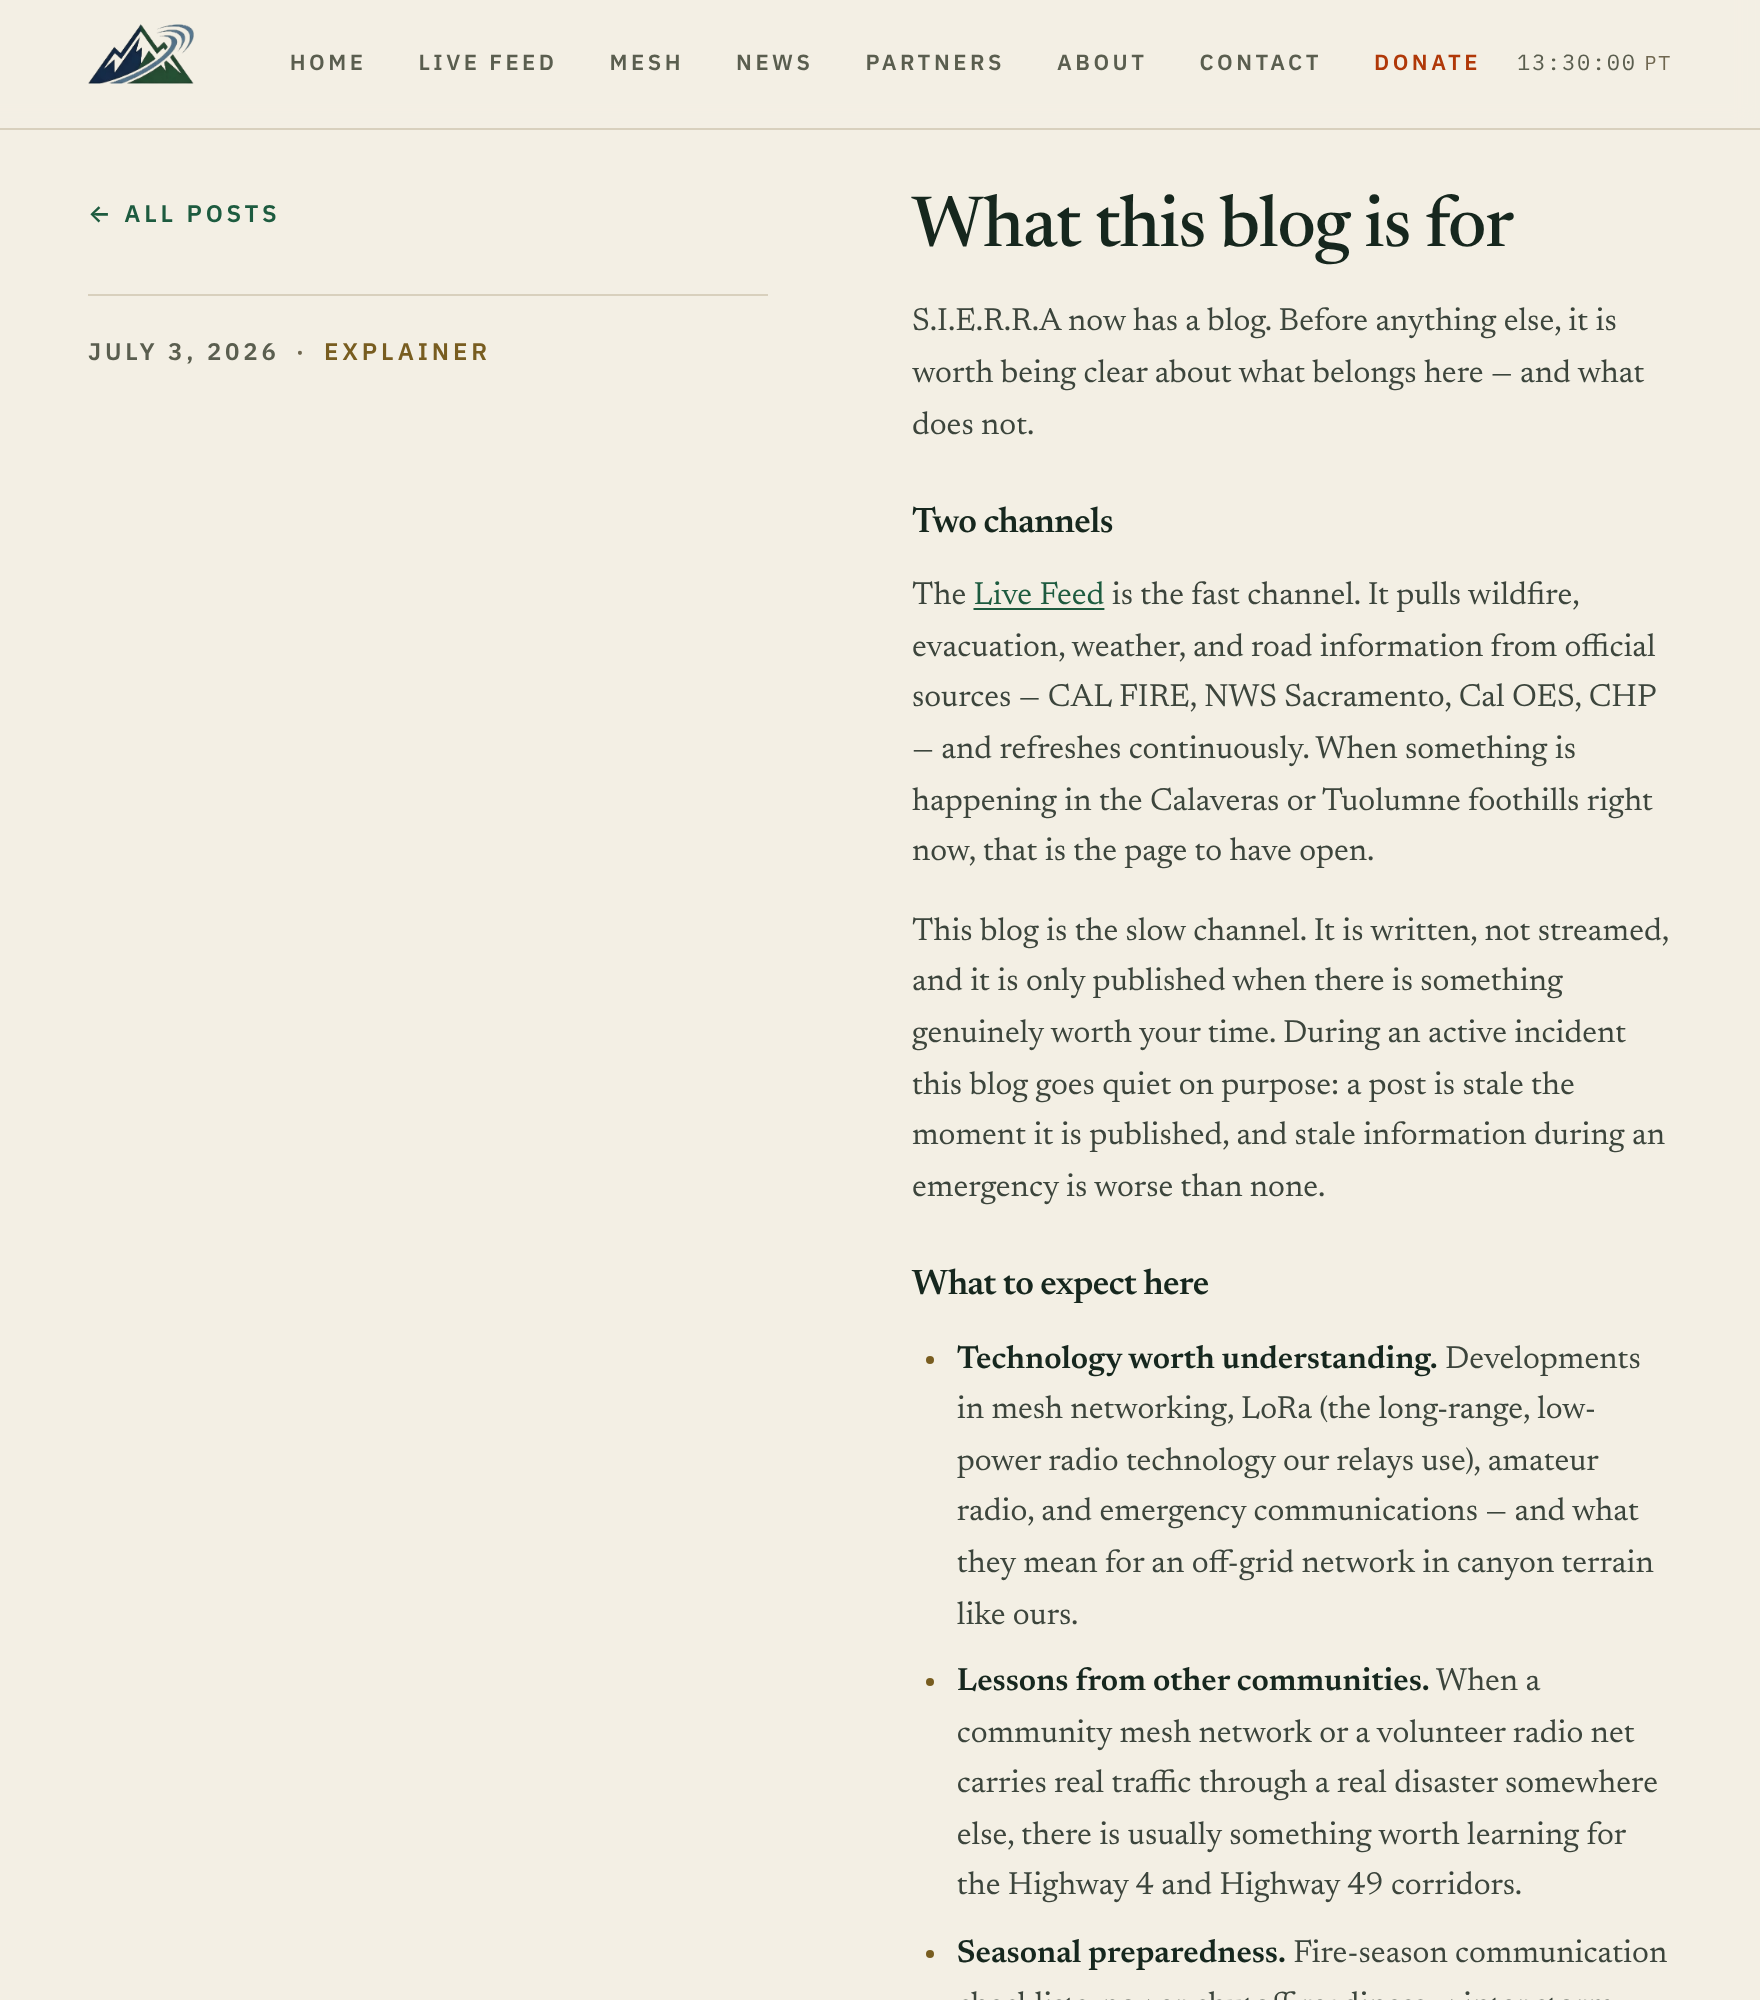 HOME LIVE FEED MESH NEWS PARTNERS ABOUT CONTACT DONATE 13:30:00 PT
← ALL POSTS
JULY 3, 2026 · EXPLAINER
What this blog is for
S.I.E.R.R.A now has a blog. Before anything else, it is
worth being clear about what belongs here — and what
does not.
Two channels
The Live Feed is the fast channel. It pulls wildfire,
evacuation, weather, and road information from official
sources — CAL FIRE, NWS Sacramento, Cal OES, CHP
— and refreshes continuously. When something is
happening in the Calaveras or Tuolumne foothills right
now, that is the page to have open.
This blog is the slow channel. It is written, not streamed,
and it is only published when there is something
genuinely worth your time. During an active incident
this blog goes quiet on purpose: a post is stale the
moment it is published, and stale information during an
emergency is worse than none.
What to expect here
• Technology worth understanding. Developments
in mesh networking, LoRa (the long-range, low-
power radio technology our relays use), amateur
radio, and emergency communications — and what
they mean for an off-grid network in canyon terrain
like ours.
• Lessons from other communities. When a
community mesh network or a volunteer radio net
carries real traffic through a real disaster somewhere
else, there is usually something worth learning for
the Highway 4 and Highway 49 corridors.
• Seasonal preparedness. Fire-season communication